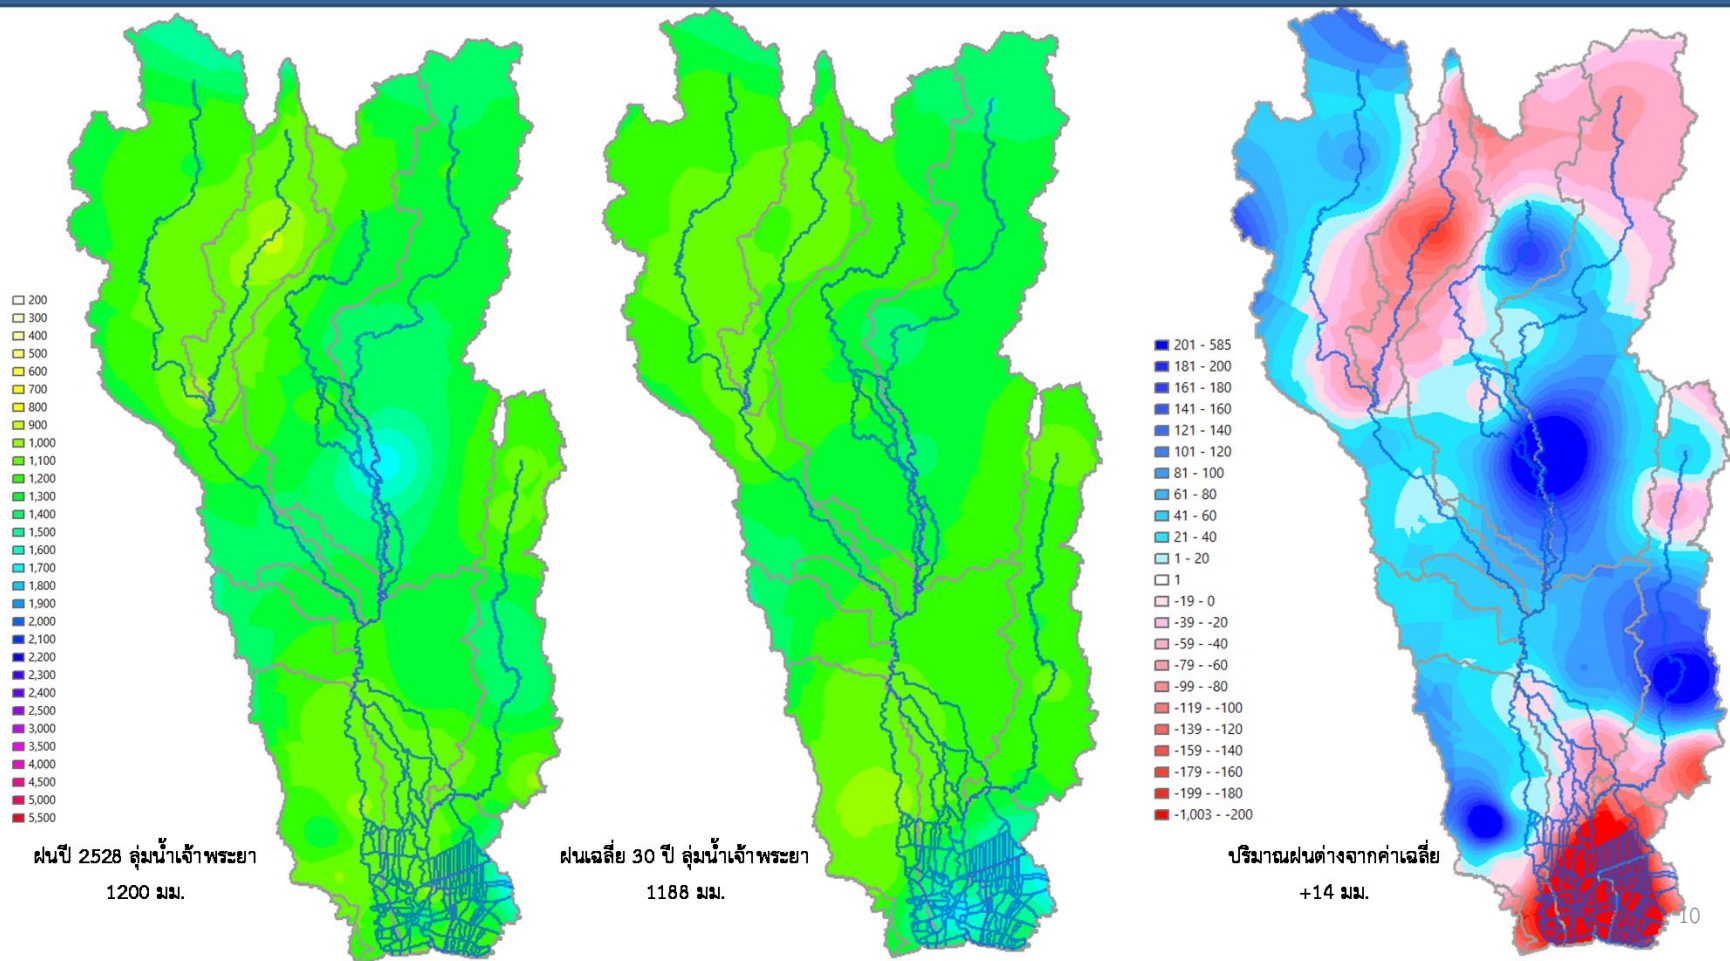 200
300
400
500
600
700
800
900
1,000
1,100
1,200
1,300
1,400
1,500
1,600
1,700
1,800
1,900
2,000
2,100
2,200
2,300
2,400
2,500
3,000
3,500
4,000
4,500
5,000
5,500
ฝนปี 2528 ลุ่มน้ำเจ้าพระยา
1200 มม.
ฝนเฉลี่ย 30 ปี ลุ่มน้ำเจ้าพระยา
1188 มม.
201 - 585
181 - 200
161 - 180
141 - 160
121 - 140
101 - 120
81 - 100
61 - 80
41 - 60
21 - 40
1 - 20
1
-19 - 0
-39 - -20
-59 - -40
-79 - -60
-99 - -80
-119 - -100
-139 - -120
-159 - -140
-179 - -160
-199 - -180
-1,003 - -200
ปริมาณฝนต่างจากค่าเฉลี่ย
+14 มม.
10